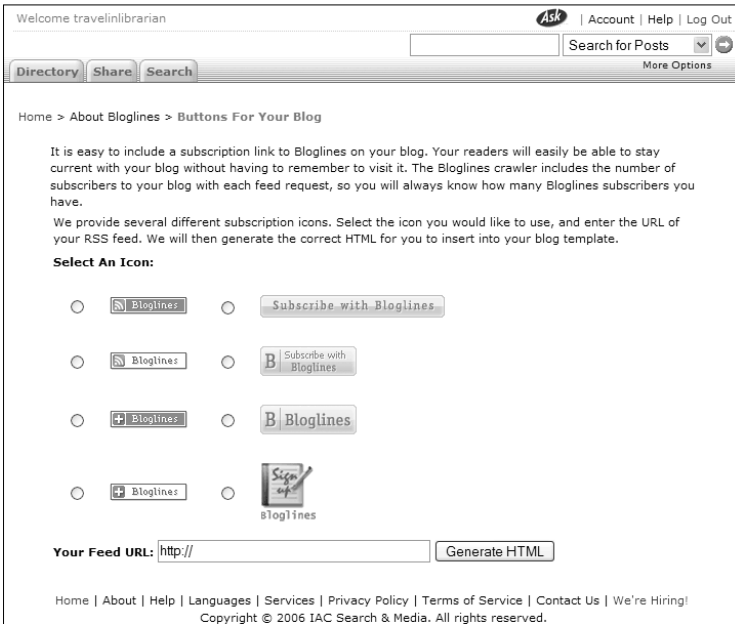 Welcome travelinlibrarian
Ask | Account | Help | Log Out
Search for Posts
Directory Share Search
More Options
Home > About Bloglines > Buttons For Your Blog
It is easy to include a subscription link to Bloglines on your blog. Your readers will easily be able to stay
current with your blog without having to remember to visit it. The Bloglines crawler includes the number of
subscribers to your blog with each feed request, so you will always know how many Bloglines subscribers you
have.
We provide several different subscription icons. Select the icon you would like to use, and enter the URL of
your RSS feed. We will then generate the correct HTML for you to insert into your blog template.
Select An Icon:
Bloglines Subscribe with Bloglines
Bloglines B Subscribe with
Bloglines
Bloglines B Bloglines
Sign
up
Bloglines
Bloglines
Your Feed URL: http:// Generate HTML
Home | About | Help | Languages | Services | Privacy Policy | Terms of Service | Contact Us | We're Hiring!
Copyright © 2006 IAC Search & Media. All rights reserved.